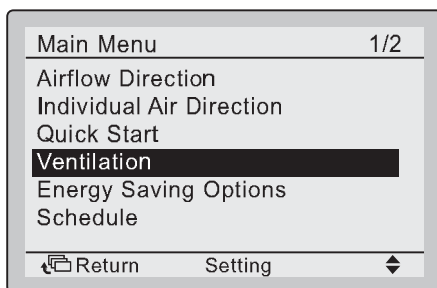 Main Menu 1/2
Airflow Direction
Individual Air Direction
Quick Start
Ventilation
Energy Saving Options
Schedule
Return Setting